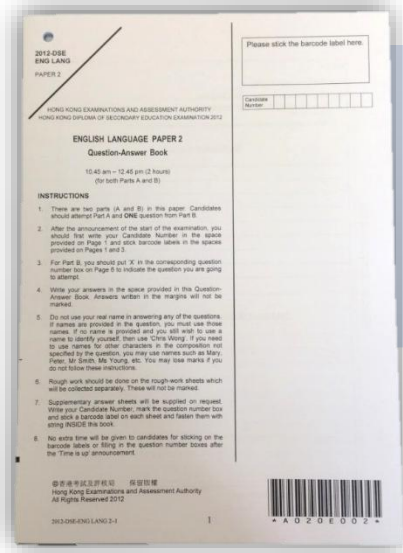 2012-DSE
ENG LANG
PAPER 2
HONG KONG EXAMINATIONS AND ASSESSMENT AUTHORITY
HONG KONG DIPLOMA OF SECONDARY EDUCATION EXAMINATION 2012
ENGLISH LANGUAGE PAPER 2
Question-Answer Book
10.45 am – 12.45 pm (2 hours)
(for both Parts A and B)
INSTRUCTIONS
1. There are two parts (A and B) in this paper. Candidates
should attempt Part A and ONE question from Part B.
2. After the announcement of the start of the examination, you
should first write your Candidate Number in the space
provided on Page 1 and stick barcode labels in the spaces
provided on Pages 1 and 3.
3. For Part B, you should put 'X' in the corresponding question
number box on Page 6 to indicate the question you are going
to attempt.
4. Write your answers in the space provided in this Question-
Answer Book. Answers written in the margins will not be
marked.
5. Do not use your real name in answering any of the questions.
If names are provided in the question, you must use those
names. If no name is provided and you still wish to use a
name to identify yourself, then use 'Chris Wong'. If you need
to use names for other characters in the composition not
specified by the question, you may use names such as Mary,
Peter, Mr Smith, Ms Young, etc. You may lose marks if you
do not follow these instructions.
6. Rough work should be done on the rough-work sheets which
will be collected separately. These will not be marked.
7. Supplementary answer sheets will be supplied on request.
Write your Candidate Number, mark the question number box
and stick a barcode label on each sheet and fasten them with
string INSIDE this book.
8. No extra time will be given to candidates for sticking on the
barcode labels or filling in the question number boxes after
the 'Time is up' announcement.
©香港考試及評核局 保留版權
Hong Kong Examinations and Assessment Authority
All Rights Reserved 2012
2012-DSE-ENG LANG 2-1
1
Please stick the barcode label here.
Candidate
Number
*A020E002*